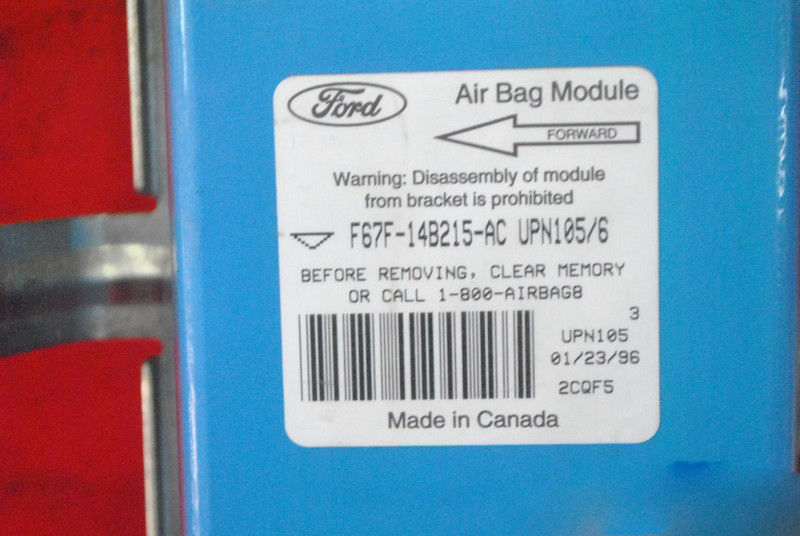 Ford
Air Bag Module
FORWARD
Warning: Disassembly of module
from bracket is prohibited
F67F-14B215-AC UPN105/6
BEFORE REMOVING, CLEAR MEMORY
OR CALL 1-800-AIRBAG8
3
UPN105
01/23/96
2CQF5
Made in Canada